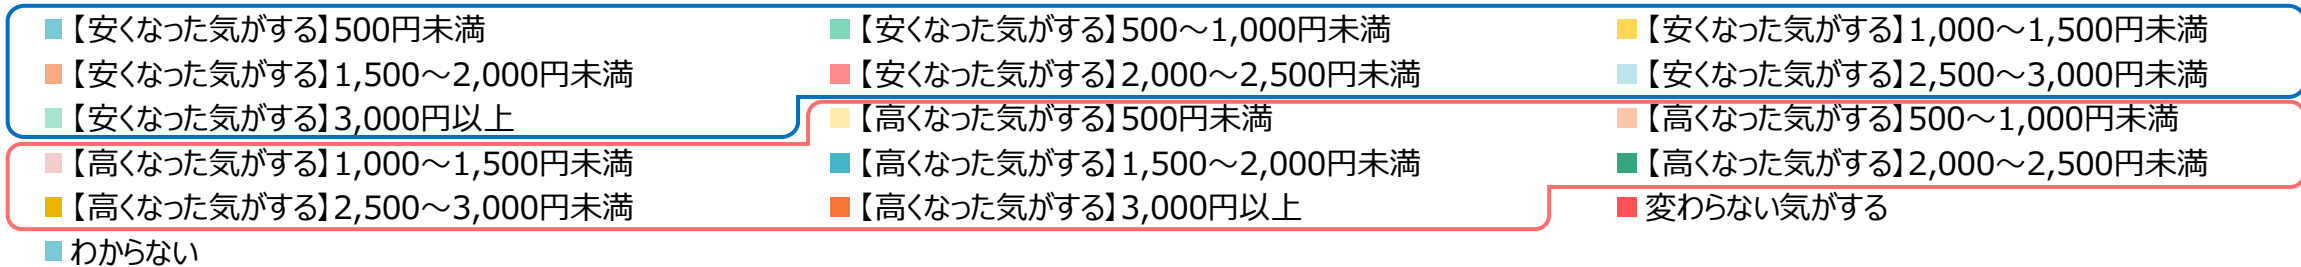 【安くなった気がする】500円未満 【安くなった気がする】500～1,000円未満 【安くなった気がする】1,000～1,500円未満
【安くなった気がする】1,500～2,000円未満 【安くなった気がする】2,000～2,500円未満 【安くなった気がする】2,500～3,000円未満
【安くなった気がする】3,000円以上 【高くなった気がする】500円未満 【高くなった気がする】500～1,000円未満
【高くなった気がする】1,000～1,500円未満 【高くなった気がする】1,500～2,000円未満 【高くなった気がする】2,000～2,500円未満
【高くなった気がする】2,500～3,000円未満 【高くなった気がする】3,000円以上 変わらない気がする
わからない